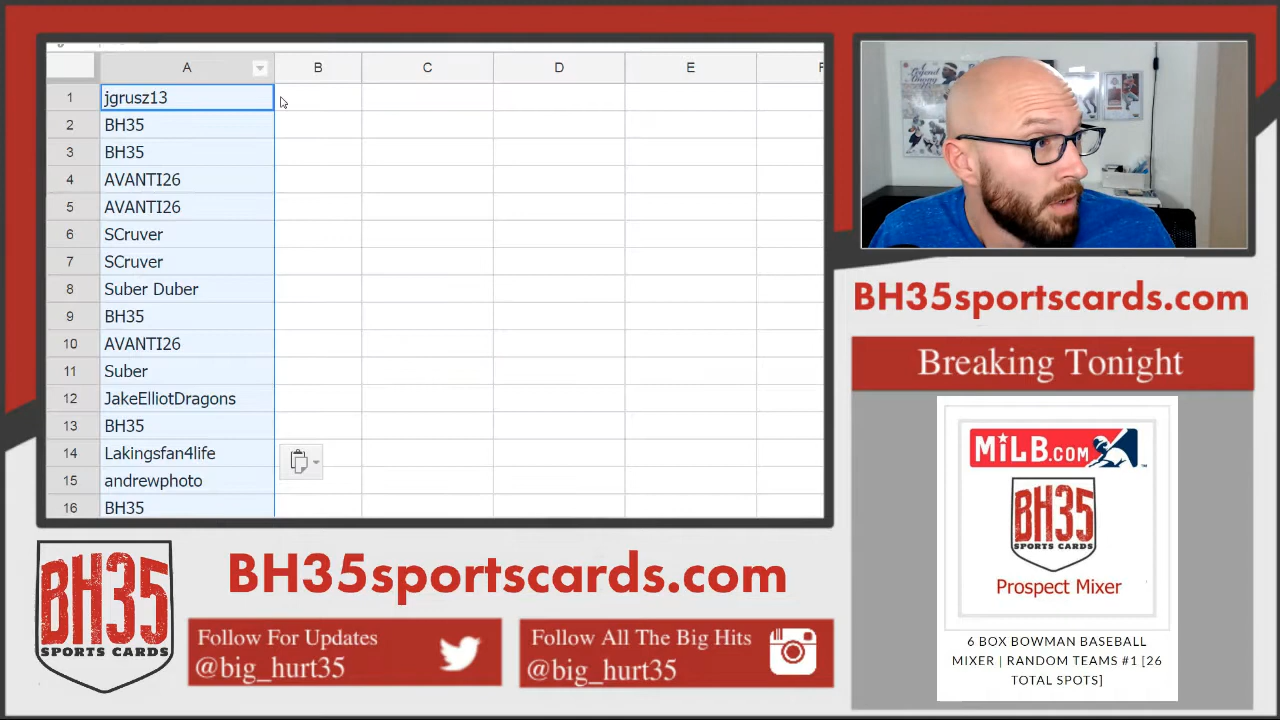 A B C D E F
1 jgrusz13
2 BH35
3 BH35
4 AVANTI26
5 AVANTI26
6 SCruver
7 SCruver
8 Suber Duber
9 BH35
10 AVANTI26
11 Suber
12 JakeElliotDragons
13 BH35
14 Lakingsfan4life
15 andrewphoto
16 BH35
BH35sportscards.com
Breaking Tonight
MiLB.COM
TM
BH35
SPORTS CARDS
Prospect Mixer
6 BOX BOWMAN BASEBALL
MIXER | RANDOM TEAMS #1 [26
TOTAL SPOTS]
BH35
SPORTS CARDS
BH35sportscards.com
Follow For Updates
@big_hurt35
Follow All The Big Hits
@big_hurt35